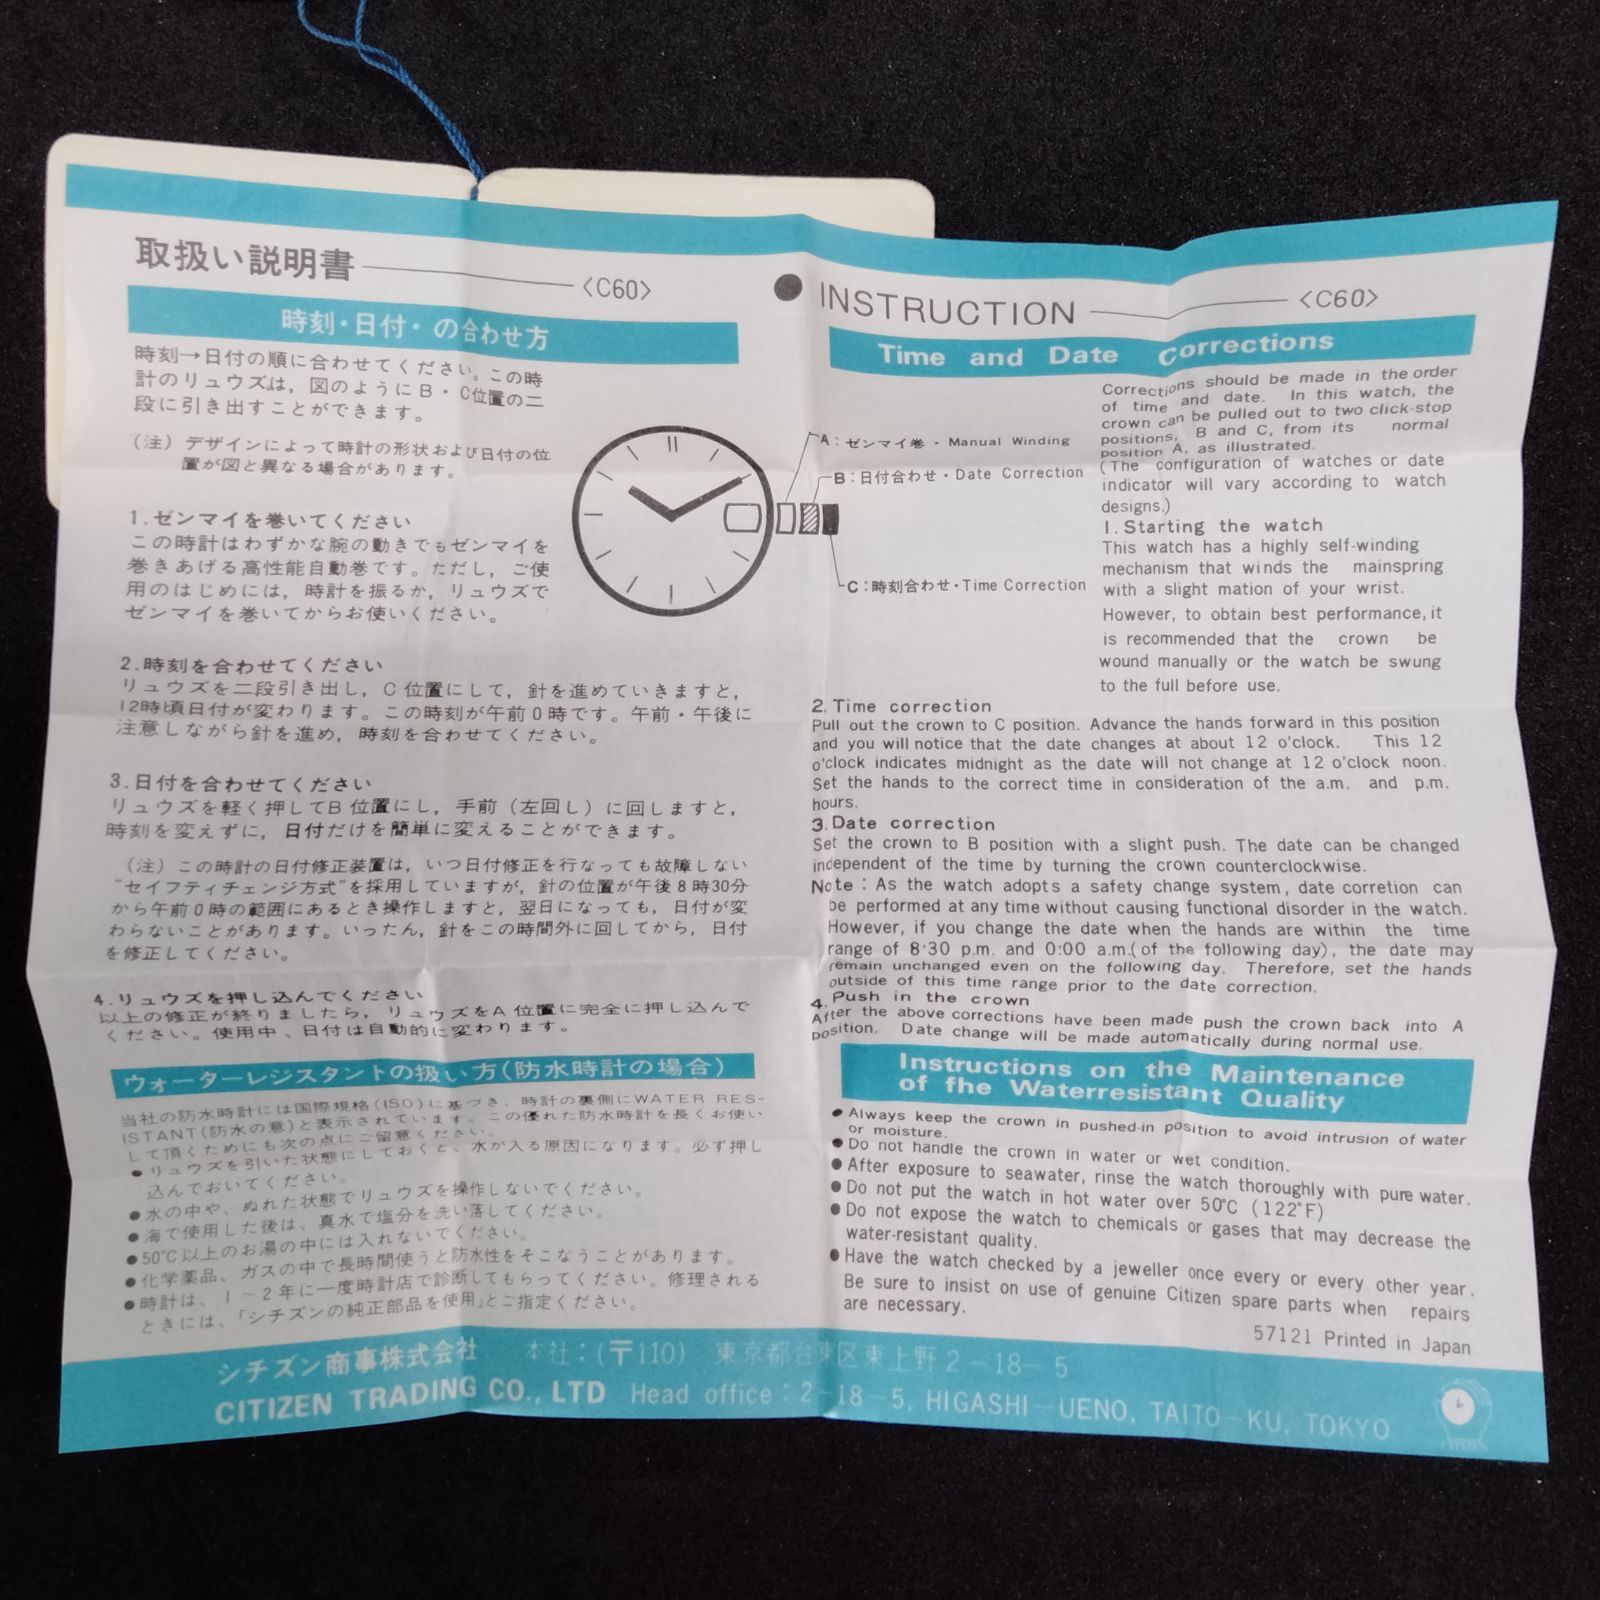 取扱い説明書 〈C60〉
時刻・日付・の合わせ方
時刻→日付の順に合わせてください。この時
計のリュウズは，図のようにB・C位置の二
段に引き出すことができます。
（注）デザインによって時計の形状および日付の位
置が図と異なる場合があります。
1.ゼンマイを巻いてください
この時計はわずかな腕の動きでもゼンマイを
巻きあげる高性能自動巻です。ただし，ご使
用のはじめには，時計を振るか，リュウズで
ゼンマイを巻いてからお使いください。
2.時刻を合わせてください
リュウズを二段引き出し，C位置にして，針を進めていきますと，
12時頃日付が変わります。この時刻が午前0時です。午前・午後に
注意しながら針を進め，時刻を合わせてください。
3.日付を合わせてください
リュウズを軽く押してB位置にし，手前（左回し）に回しますと，
時刻を変えずに，日付だけを簡単に変えることができます。
（注）この時計の日付修正装置は，いつ日付修正を行なっても故障しない
"セイフティチェンジ方式"を採用していますが，針の位置が午後8時30分
から午前0時の範囲にあるとき操作しますと，翌日になっても，日付が変
わらないことがあります。いったん，針をこの時間外に回してから，日付
を修正してください。
4.リュウズを押し込んでください
以上の修正が終りましたら，リュウズをA位置に完全に押し込んで
ください。使用中、日付は自動的に変わります。
ウォーターレジスタントの扱い方(防水時計の場合)
当社の防水時計には国際規格(ISO)に基づき，時計の裏側にWATER RES-
ISTANT(防水の意)と表示されています。この優れた防水時計を長くお使い
して頂くためにも次の点にご留意ください。
●リュウズを引いた状態にしておくと、水が入る原因になります。必ず押し
込んでおいてください。
●水の中や、ぬれた状態でリュウズを操作しないでください。
●海で使用した後は、真水で塩分を洗い落してください。
●50℃以上のお湯の中には入れないでください。
●化学薬品、ガスの中で長時間使うと防水性をそこなうことがあります。
●時計は、1～2年に一度時計店で診断してもらってください。修理される
ときには、「シチズンの純正部品を使用」とご指定ください。
A：ゼンマイ巻 - Manual Winding
B：日付合わせ・Date Correction
C：時刻合わせ・Time Correction
INSTRUCTION 〈C60〉
Time and Date Corrections
Corrections should be made in the order
of time and date. In this watch, the
crown can be pulled out to two click-stop
positions, B and C, from its normal
position A, as illustrated.
(The configuration of watches or date
indicator will vary according to watch
designs.)
1. Starting the watch
This watch has a highly self-winding
mechanism that winds the mainspring
with a slight mation of your wrist.
However, to obtain best performance, it
is recommended that the crown be
wound manually or the watch be swung
to the full before use.
2. Time correction
Pull out the crown to C position. Advance the hands forward in this position
and you will notice that the date changes at about 12 o'clock. This 12
o'clock indicates midnight as the date will not change at 12 o'clock noon.
Set the hands to the correct time in consideration of the a.m. and p.m.
hours.
3. Date correction
Set the crown to B position with a slight push. The date can be changed
independent of the time by turning the crown counterclockwise.
Note : As the watch adopts a safety change system, date corretion can
be performed at any time without causing functional disorder in the watch.
However, if you change the date when the hands are within the time
range of 8:30 p.m. and 0:00 a.m.( of the following day), the date may
remain unchanged even on the following day. Therefore, set the hands
outside of this time range prior to the date correction.
4. Push in the crown
After the above corrections have been made push the crown back into A
position. Date change will be made automatically during normal use.
Instructions on the Maintenance
of fhe Waterresistant Quality
● Always keep the crown in pushed-in position to avoid intrusion of water
or moisture.
● Do not handle the crown in water or wet condition.
● After exposure to seawater, rinse the watch thoroughly with pure water.
● Do not put the watch in hot water over 50℃ (122°F)
● Do not expose the watch to chemicals or gases that may decrease the
water-resistant quality.
● Have the watch checked by a jeweller once every or every other year.
Be sure to insist on use of genuine Citizen spare parts when repairs
are necessary.
57121 Printed in Japan
シチズン商事株式会社 本社：(〒110) 東京都台東区東上野2-18-5
CITIZEN TRADING CO., LTD Head office : 2-18-5, HIGASHI-UENO, TAITO-KU, TOKYO